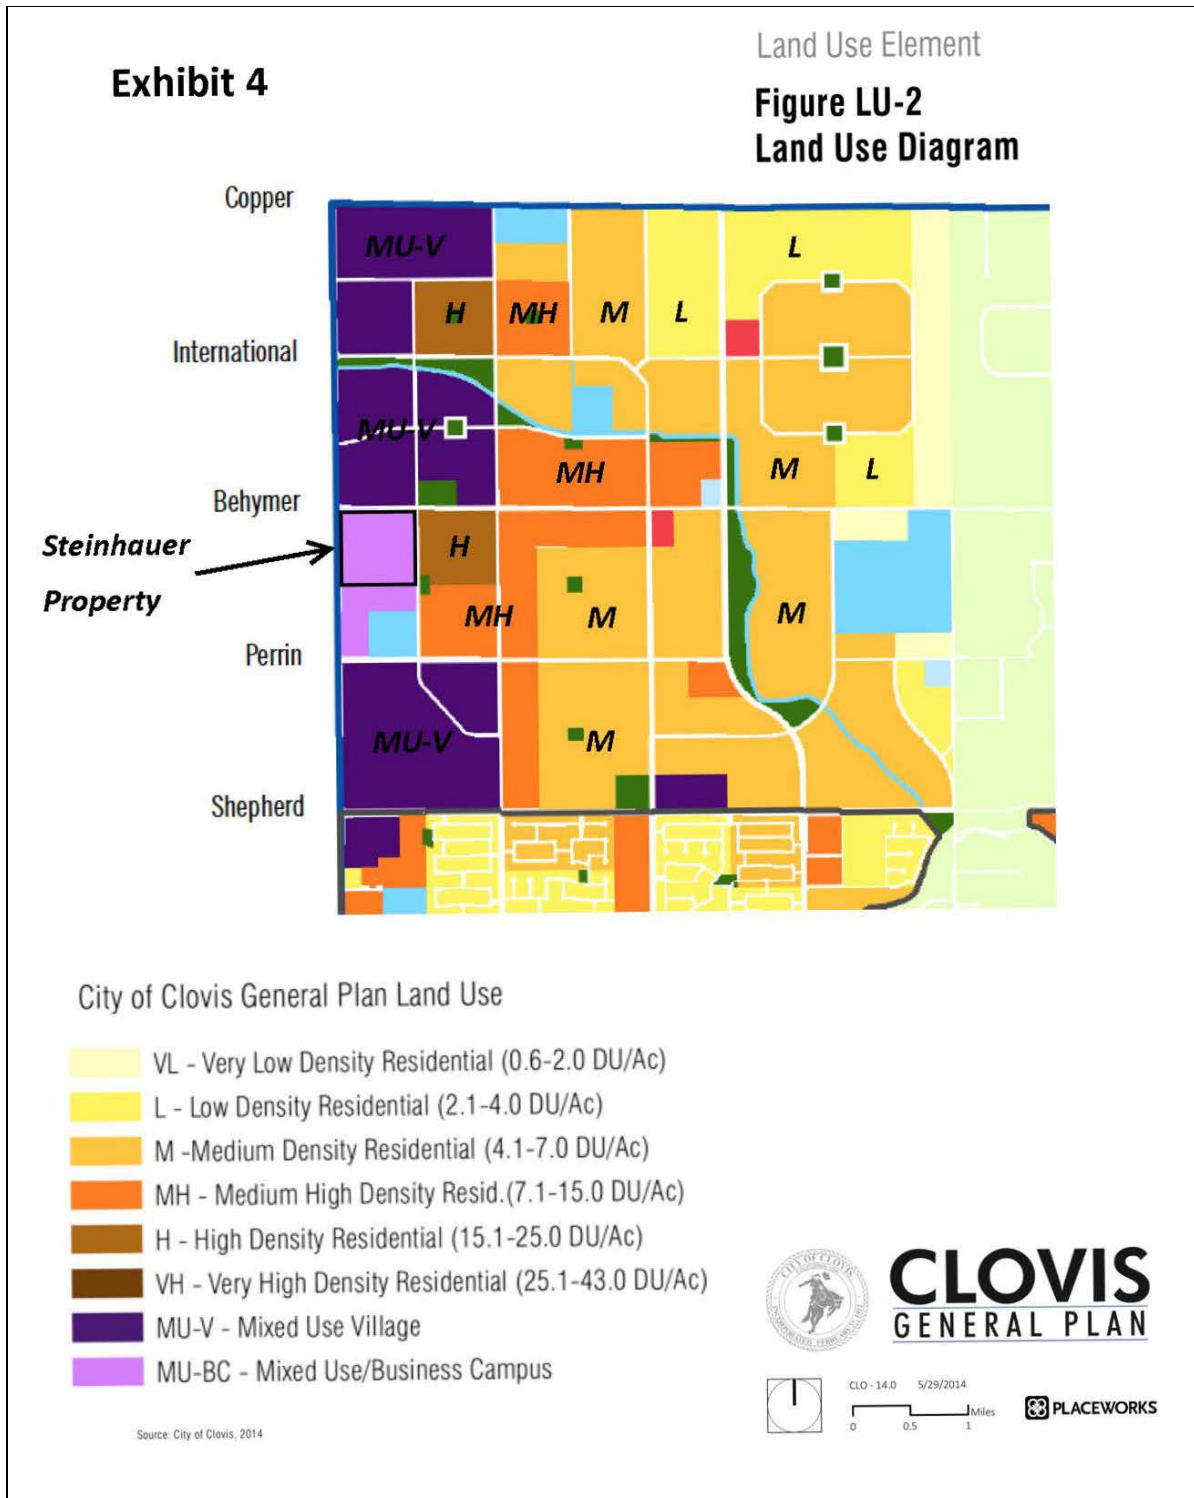 Exhibit 4
Land Use Element
Figure LU-2
Land Use Diagram
Copper
MU-V
L
H
MH
M
L
International
MU-V
MH
M
L
Behymer
Steinhauer
Property
H
MH
M
M
Perrin
MU-V
M
Shepherd
City of Clovis General Plan Land Use
VL - Very Low Density Residential (0.6-2.0 DU/Ac)
L - Low Density Residential (2.1-4.0 DU/Ac)
M -Medium Density Residential (4.1-7.0 DU/Ac)
MH - Medium High Density Resid.(7.1-15.0 DU/Ac)
H - High Density Residential (15.1-25.0 DU/Ac)
VH - Very High Density Residential (25.1-43.0 DU/Ac)
MU-V - Mixed Use Village
MU-BC - Mixed Use/Business Campus
Source: City of Clovis, 2014
CITY OF CLOVIS
CLOVIS
GENERAL PLAN
CLO - 14.0 5/29/2014
Miles
0 0.5 1
PLACEWORKS